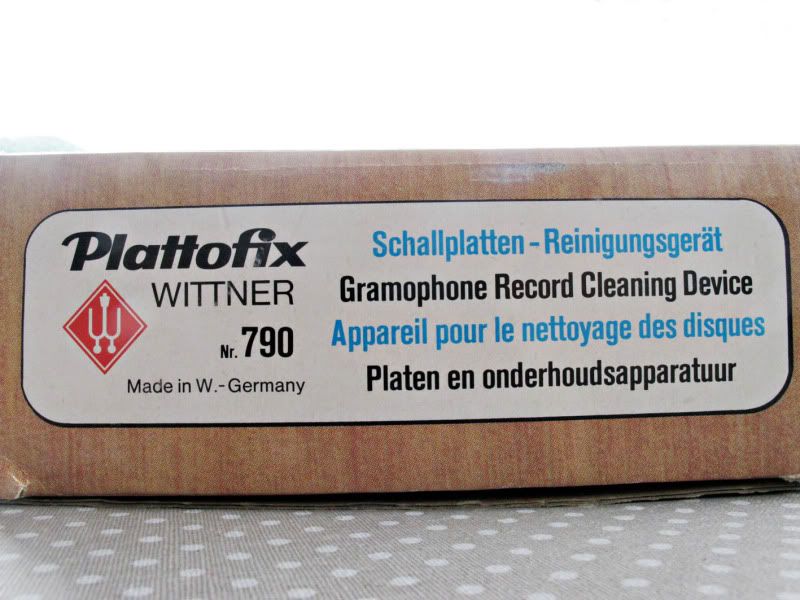 Plattofix
WITTNER
Nr. 790
Made in W.-Germany
Schallplatten-Reinigungsgerät
Gramophone Record Cleaning Device
Appareil pour le nettoyage des disques
Platen en onderhoudsapparatuur